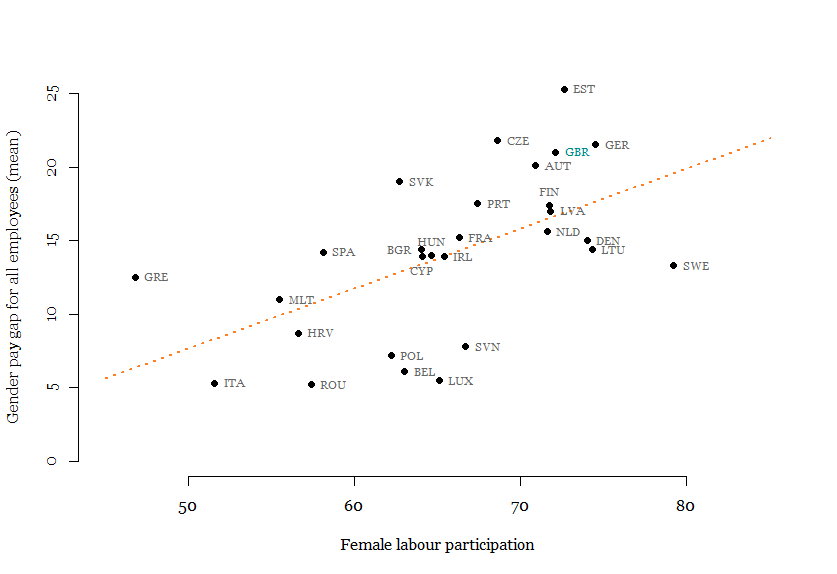 Gender pay gap for all employees (mean)
25
20
15
10
5
0
EST
CZE
GER
GBR
AUT
SVK
FIN
PRT
LVA
NLD
FRA
DEN
HUN
BGR
LTU
SPA
IRL
SWE
CYP
GRE
MLT
HRV
SVN
POL
BEL
LUX
ITA
ROU
50
60
70
80
Female labour participation